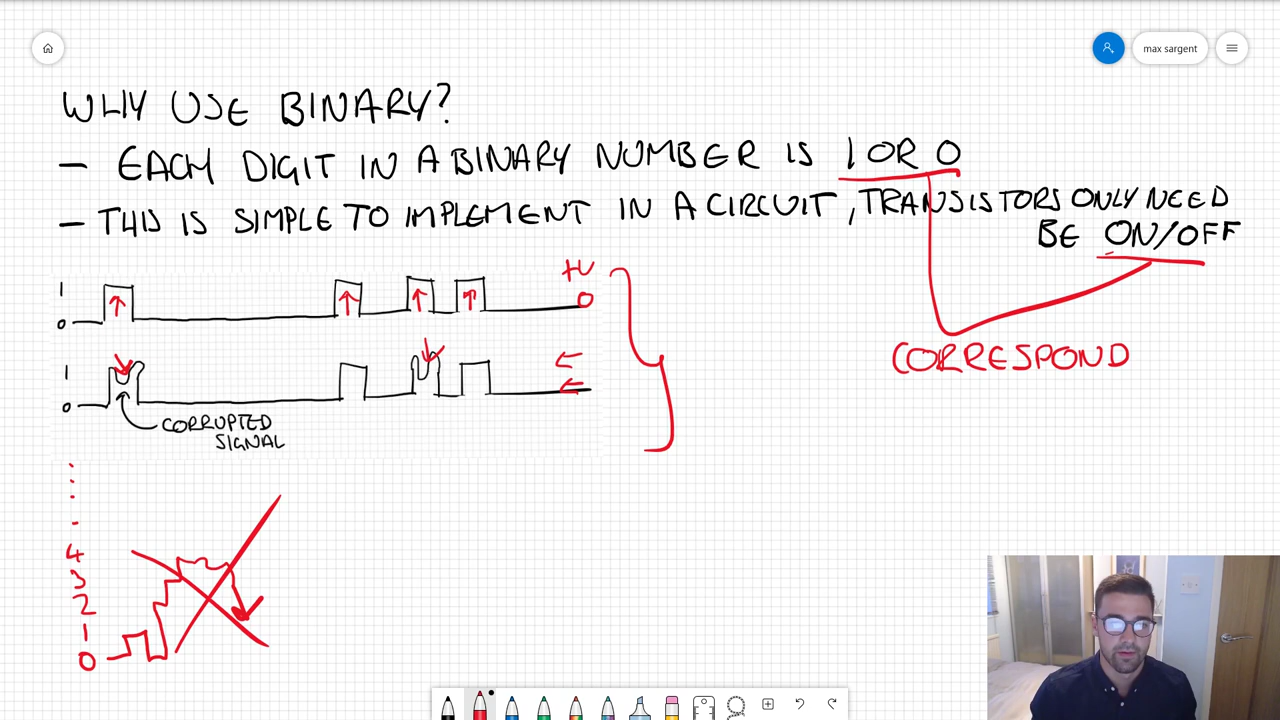 max sargent
WHY USE BINARY?
- EACH DIGIT IN A BINARY NUMBER IS 1 OR 0
- THIS IS SIMPLE TO IMPLEMENT IN A CIRCUIT, TRANSISTORS ONLY NEED
BE ON/OFF
1
0
+V
0
1
0
CORRUPTED
SIGNAL
CORRESPOND
4
3
2
1
0